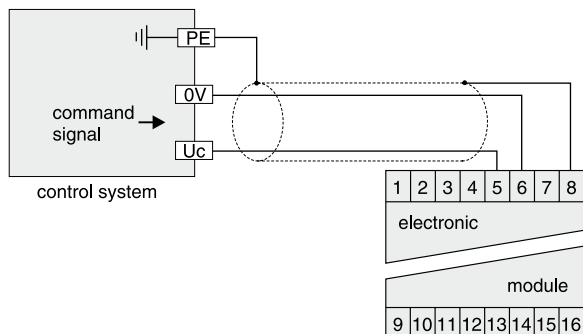 PE
0V
command
signal
Uc
control system
1 2 3 4 5 6 7 8
electronic
module
9 10 11 12 13 14 15 16